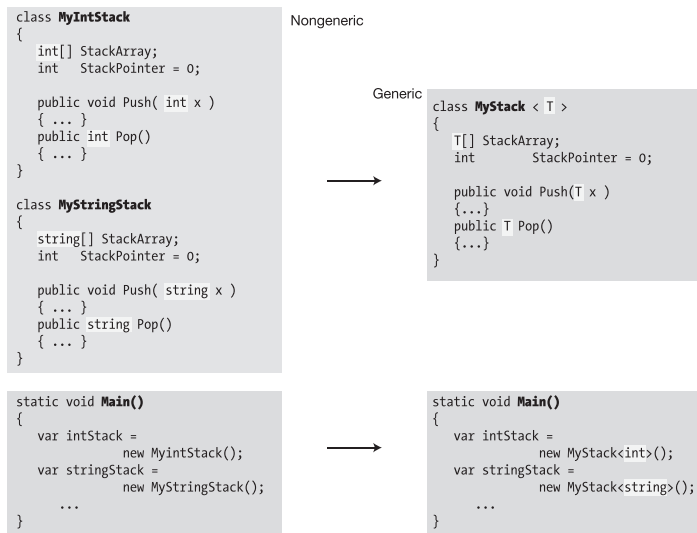 class MyIntStack
{
int[] StackArray;
int StackPointer = 0;
public void Push( int x )
{ ... }
public int Pop()
{ ... }
}
class MyStringStack
{
string[] StackArray;
int StackPointer = 0;
public void Push( string x )
{ ... }
public string Pop()
{ ... }
}
Nongeneric
Generic
class MyStack < T >
{
T[] StackArray;
int StackPointer = 0;
public void Push(T x )
{...}
public T Pop()
{...}
}
static void Main()
{
var intStack =
new MyintStack();
var stringStack =
new MyStringStack();
...
}
static void Main()
{
var intStack =
new MyStack<int>();
var stringStack =
new MyStack<string>();
...
}